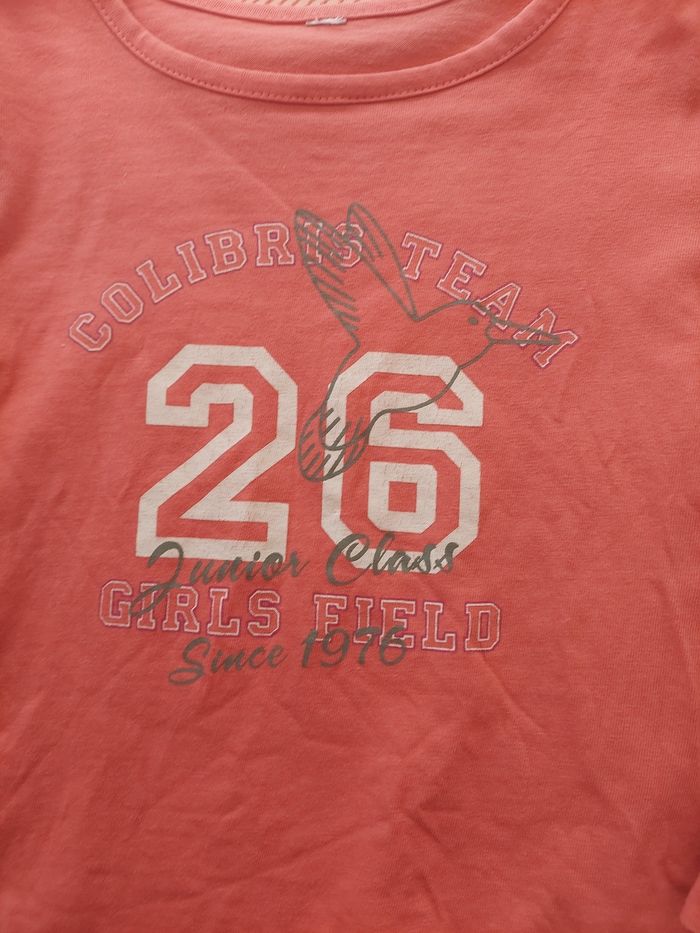 COLIBRIS TEAM
26
Junior Class
GIRLS FIELD
Since 1976